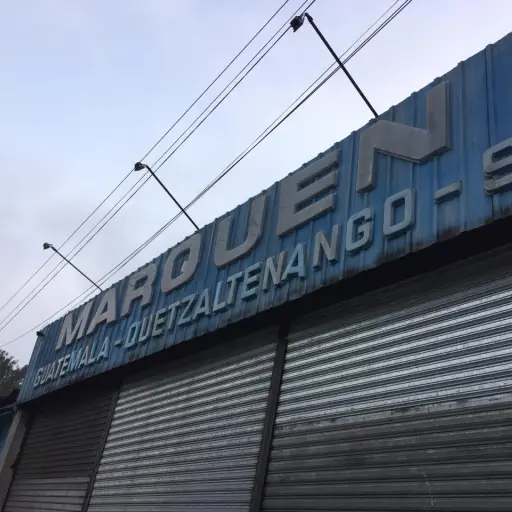 MARQUEN
GUATEMALA - QUETZALTENANGO - S